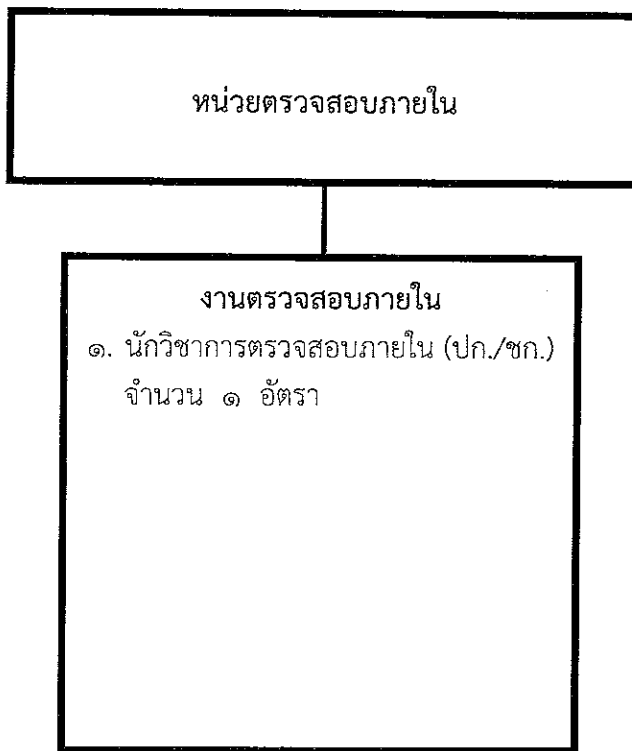 หน่วยตรวจสอบภายใน
งานตรวจสอบภายใน
๑. นักวิชาการตรวจสอบภายใน (ปก./ชก.)
จำนวน ๑ อัตรา